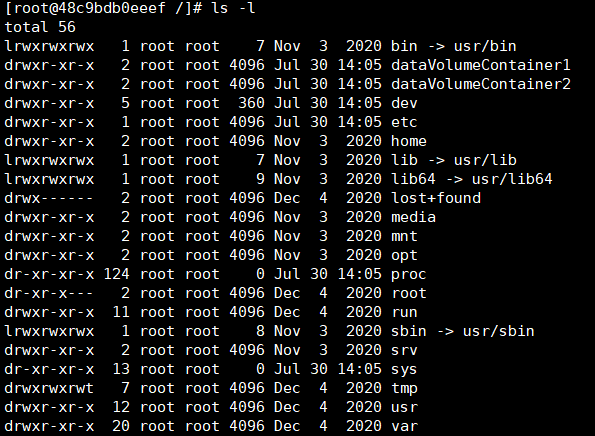 [root@48c9bdb0eeef /]# ls -l
total 56
lrwxrwxrwx   1 root root    7 Nov  3  2020 bin -> usr/bin
drwxr-xr-x   2 root root 4096 Jul 30 14:05 dataVolumeContainer1
drwxr-xr-x   2 root root 4096 Jul 30 14:05 dataVolumeContainer2
drwxr-xr-x   5 root root  360 Jul 30 14:05 dev
drwxr-xr-x   1 root root 4096 Jul 30 14:05 etc
drwxr-xr-x   2 root root 4096 Nov  3  2020 home
lrwxrwxrwx   1 root root    7 Nov  3  2020 lib -> usr/lib
lrwxrwxrwx   1 root root    9 Nov  3  2020 lib64 -> usr/lib64
drwx------   2 root root 4096 Dec  4  2020 lost+found
drwxr-xr-x   2 root root 4096 Nov  3  2020 media
drwxr-xr-x   2 root root 4096 Nov  3  2020 mnt
drwxr-xr-x   2 root root 4096 Nov  3  2020 opt
dr-xr-xr-x 124 root root    0 Jul 30 14:05 proc
dr-xr-x---   2 root root 4096 Dec  4  2020 root
drwxr-xr-x  11 root root 4096 Dec  4  2020 run
lrwxrwxrwx   1 root root    8 Nov  3  2020 sbin -> usr/sbin
drwxr-xr-x   2 root root 4096 Nov  3  2020 srv
dr-xr-xr-x  13 root root    0 Jul 30 14:05 sys
drwxrwxrwt   7 root root 4096 Dec  4  2020 tmp
drwxr-xr-x  12 root root 4096 Dec  4  2020 usr
drwxr-xr-x  20 root root 4096 Dec  4  2020 var